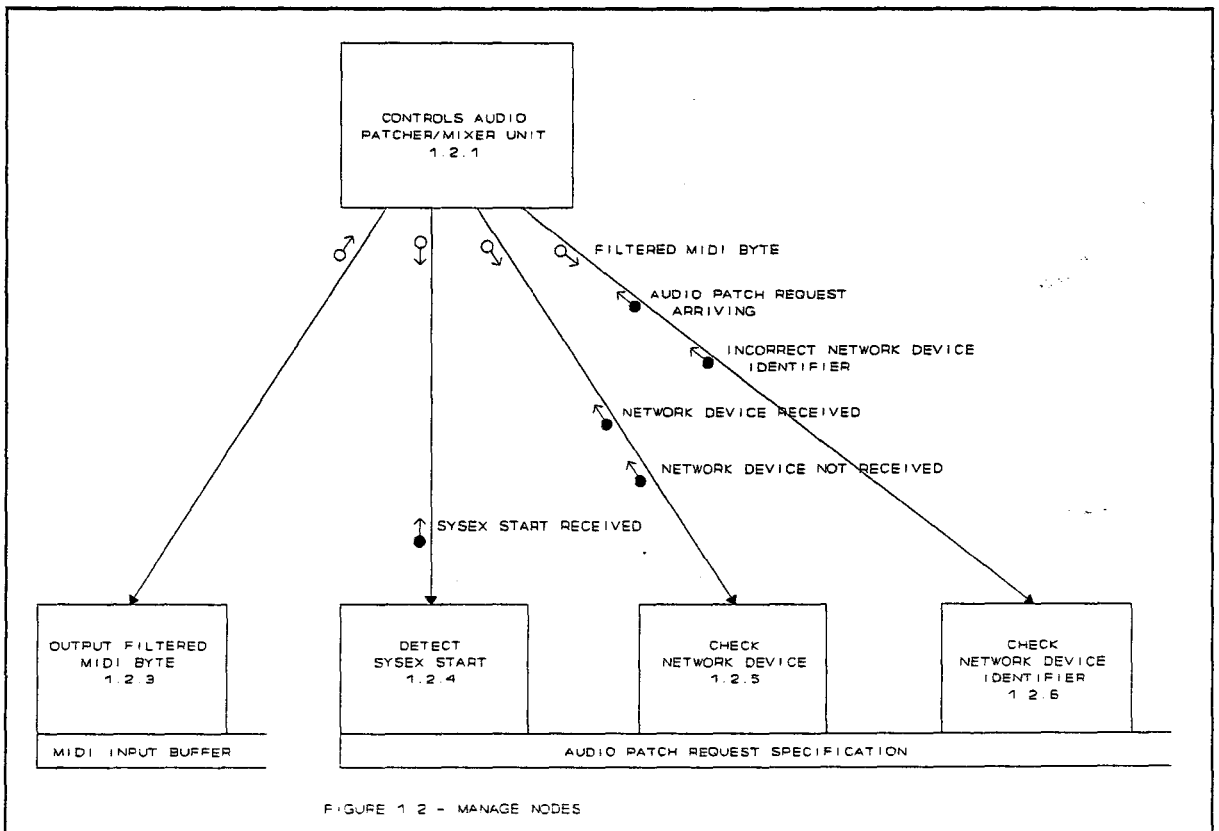 CONTROLS AUDIO
PATCHER/MIXER UNIT
1.2.1
FILTERED MIDI BYTE
AUDIO PATCH REQUEST
ARRIVING
INCORRECT NETWORK DEVICE
IDENTIFIER
NETWORK DEVICE RECEIVED
NETWORK DEVICE NOT RECEIVED
SYSEX START RECEIVED
OUTPUT FILTERED
MIDI BYTE
1.2.3
DETECT
SYSEX START
1.2.4
CHECK
NETWORK DEVICE
1.2.5
CHECK
NETWORK DEVICE
IDENTIFIER
1 2.6
MIDI INPUT BUFFER
AUDIO PATCH REQUEST SPECIFICATION
FIGURE 1 2 - MANAGE NODES